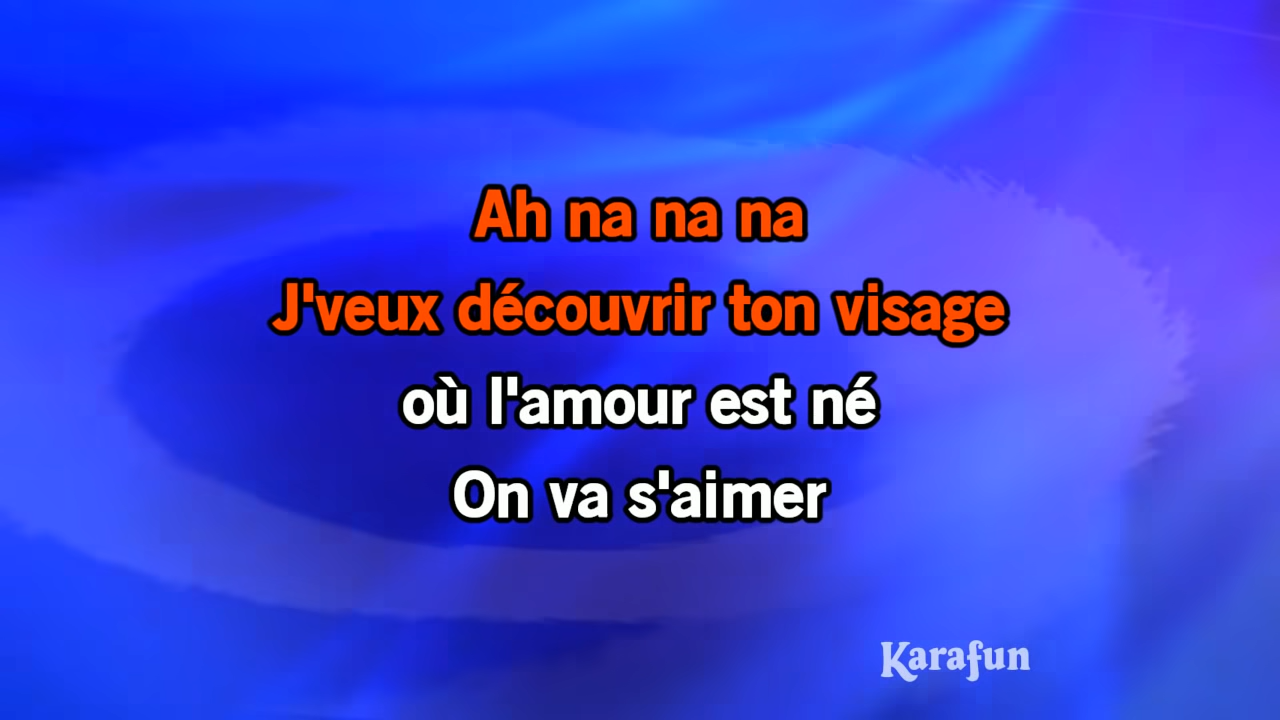 Ah na na na
J'veux découvrir ton visage
où l'amour est né
On va s'aimer
Karafun